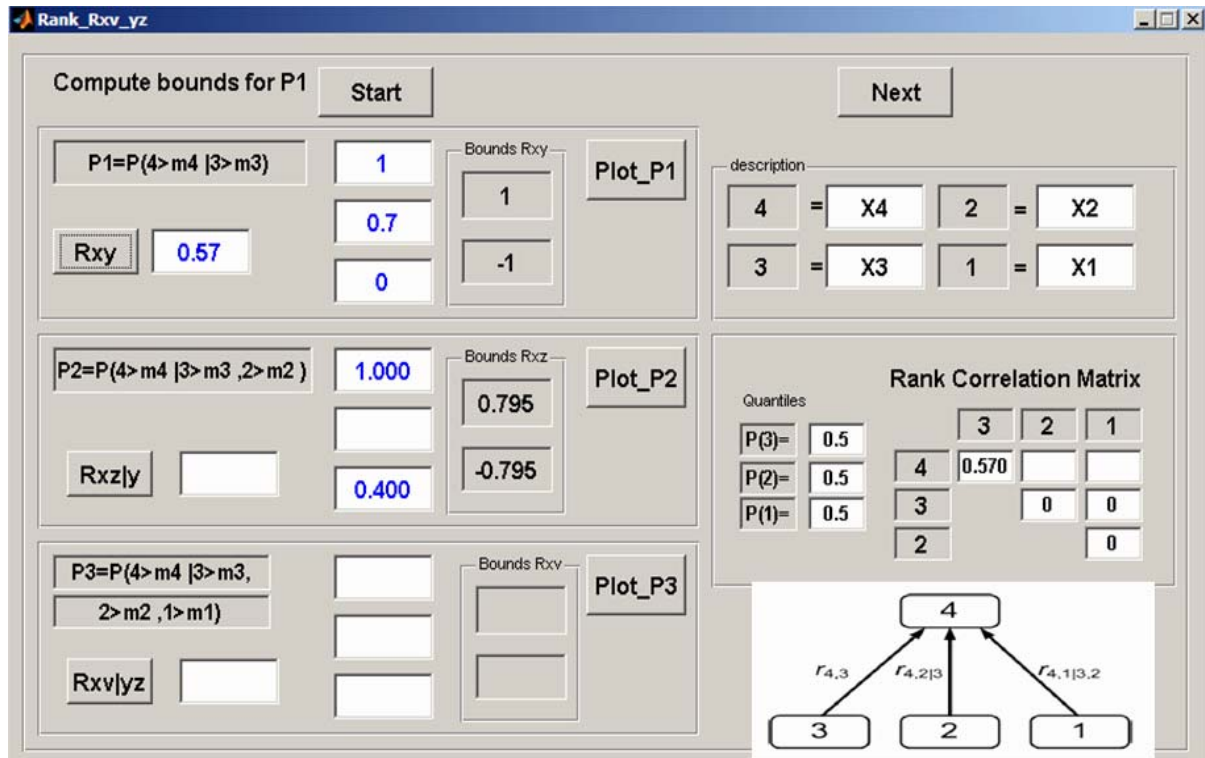 Rank_Rxv_yz
Compute bounds for P1
Start
Next
P1=P(4>m4 |3>m3)
1
0.7
0
Bounds Rxy
1
-1
Plot_P1
Rxy
0.57
description
4 = X4 2 = X2
3 = X3 1 = X1
P2=P(4>m4 |3>m3 ,2>m2 )
1.000
0.400
Bounds Rxz
0.795
-0.795
Plot_P2
Rxz|y
Quantiles
P(3)= 0.5
P(2)= 0.5
P(1)= 0.5
Rank Correlation Matrix
3 2 1
4 0.570
3 0 0
2 0
P3=P(4>m4 |3>m3,
2>m2 ,1>m1)
Bounds Rxv
Plot_P3
Rxv|yz
4
r4,3 r4,2|3 r4,1|3,2
3 2 1